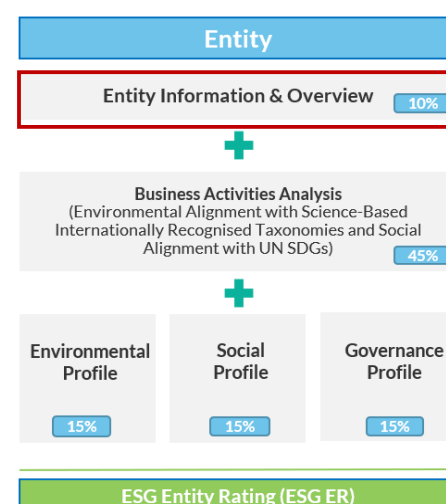 Entity
Entity Information & Overview
10%
Business Activities Analysis
(Environmental Alignment with Science-Based
Internationally Recognised Taxonomies and Social
Alignment with UN SDGs)
45%
Environmental
Profile
15%
Social
Profile
15%
Governance
Profile
15%
ESG Entity Rating (ESG ER)